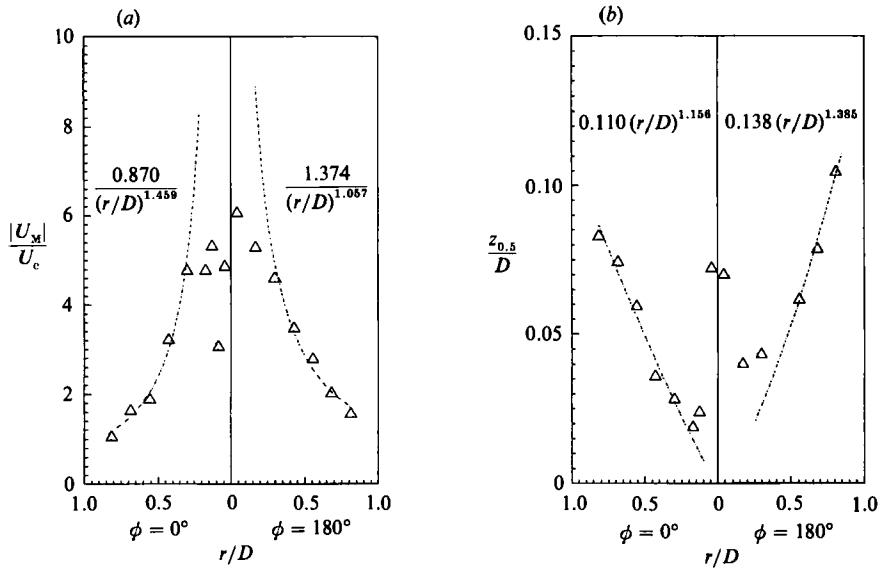 (a)
10
8
6
4
2
0
|U_M|
U_c
0.870
(r/D)^1.459
1.374
(r/D)^1.057
1.0 0.5 0 0.5 1.0
ϕ = 0° ϕ = 180°
r/D
(b)
0.15
0.10
0.05
0
z_0.5
D
0.110 (r/D)^1.156 0.138 (r/D)^1.385
1.0 0.5 0 0.5 1.0
ϕ = 0° ϕ = 180°
r/D